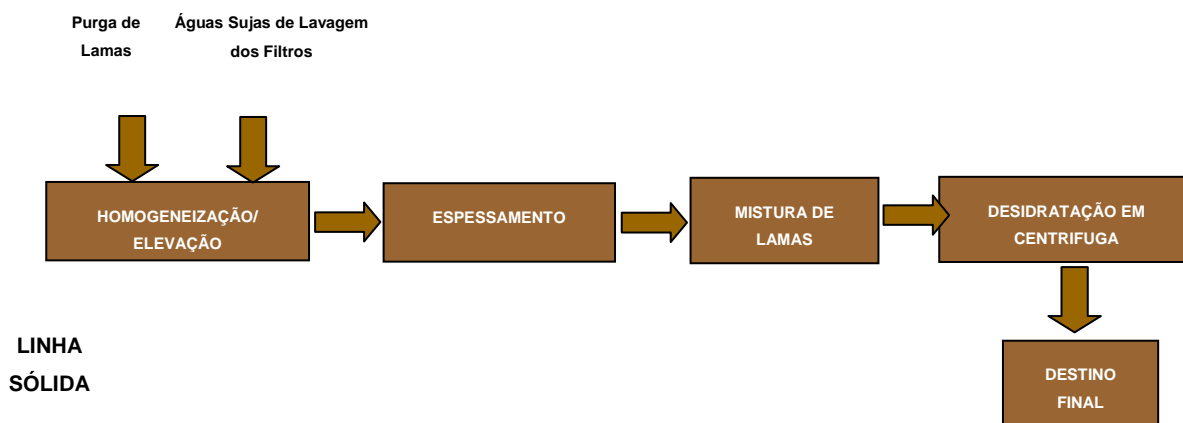 Purga de
Lamas
Águas Sujas de Lavagem
dos Filtros
HOMOGENEIZAÇÃO/
ELEVAÇÃO
ESPESSAMENTO
MISTURA DE
LAMAS
DESIDRATAÇÃO EM
CENTRIFUGA
LINHA
SÓLIDA
DESTINO
FINAL